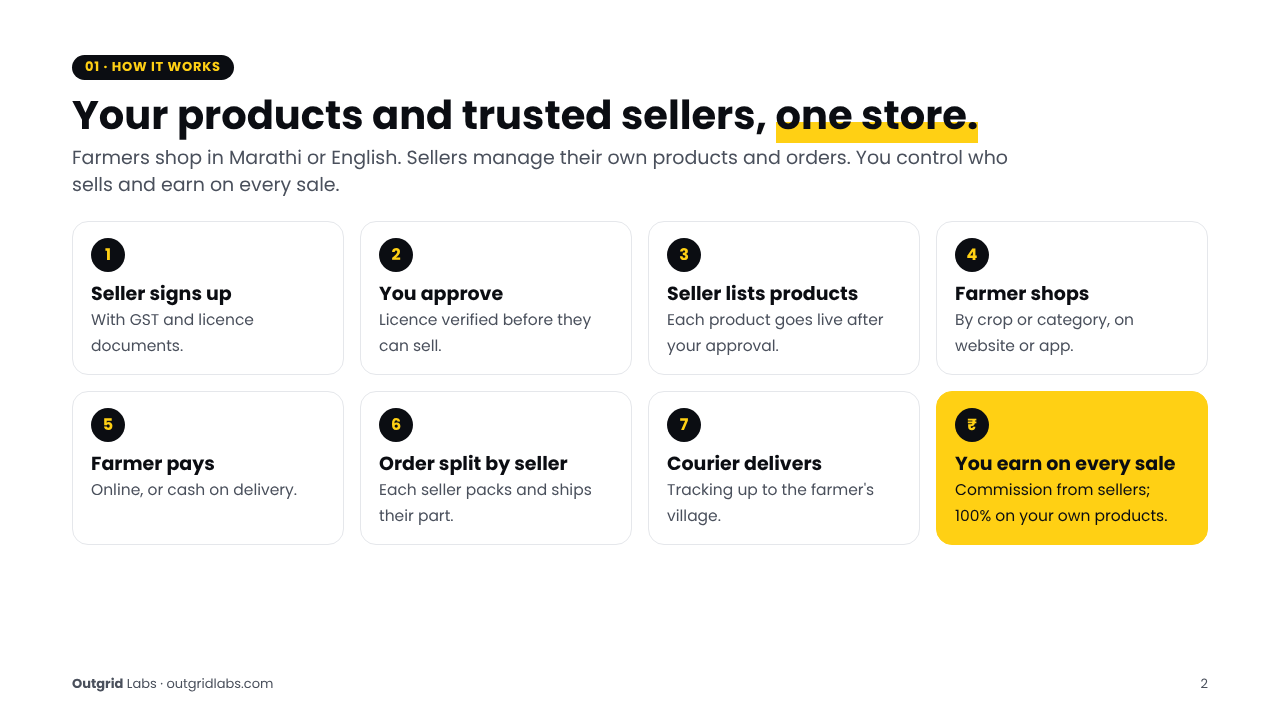 01 · HOW IT WORKS
Your products and trusted sellers, one store.
Farmers shop in Marathi or English. Sellers manage their own products and orders. You control who
sells and earn on every sale.
1
Seller signs up
With GST and licence
documents.
2
You approve
Licence verified before they
can sell.
3
Seller lists products
Each product goes live after
your approval.
4
Farmer shops
By crop or category, on
website or app.
5
Farmer pays
Online, or cash on delivery.
6
Order split by seller
Each seller packs and ships
their part.
7
Courier delivers
Tracking up to the farmer's
village.
₹
You earn on every sale
Commission from sellers;
100% on your own products.
Outgrid Labs · outgridlabs.com
2